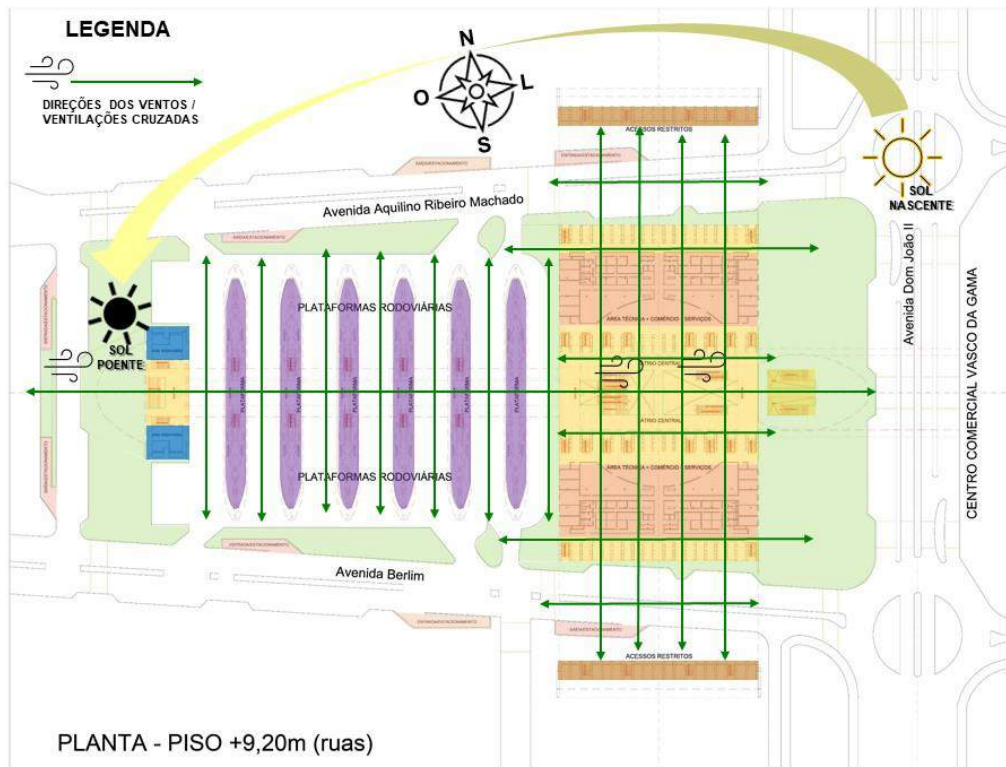 LEGENDA
DIREÇÕES DOS VENTOS /
VENTILAÇÕES CRUZADAS
N
O
L
S
SOL
NASCENTE
ACESSOS RESTRITOS
ENTRADA/ESTACIONAMENTO
Avenida Aquilino Ribeiro Machado
Avenida Dom João II
CENTRO COMERCIAL VASCO DA GAMA
SOL
POENTE
PLATAFORMAS RODOVIÁRIAS
PLATAFORMA
PLATAFORMA
PLATAFORMA
PLATAFORMA
PLATAFORMA
PLATAFORMA
ÁREA TÉCNICA + COMÉRCIO + SERVIÇOS
ÁTRIO CENTRAL
ÁTRIO CENTRAL
PLATAFORMAS RODOVIÁRIAS
ÁREA TÉCNICA + COMÉRCIO + SERVIÇOS
Avenida Berlim
ACESSOS RESTRITOS
PLANTA - PISO +9,20m (ruas)